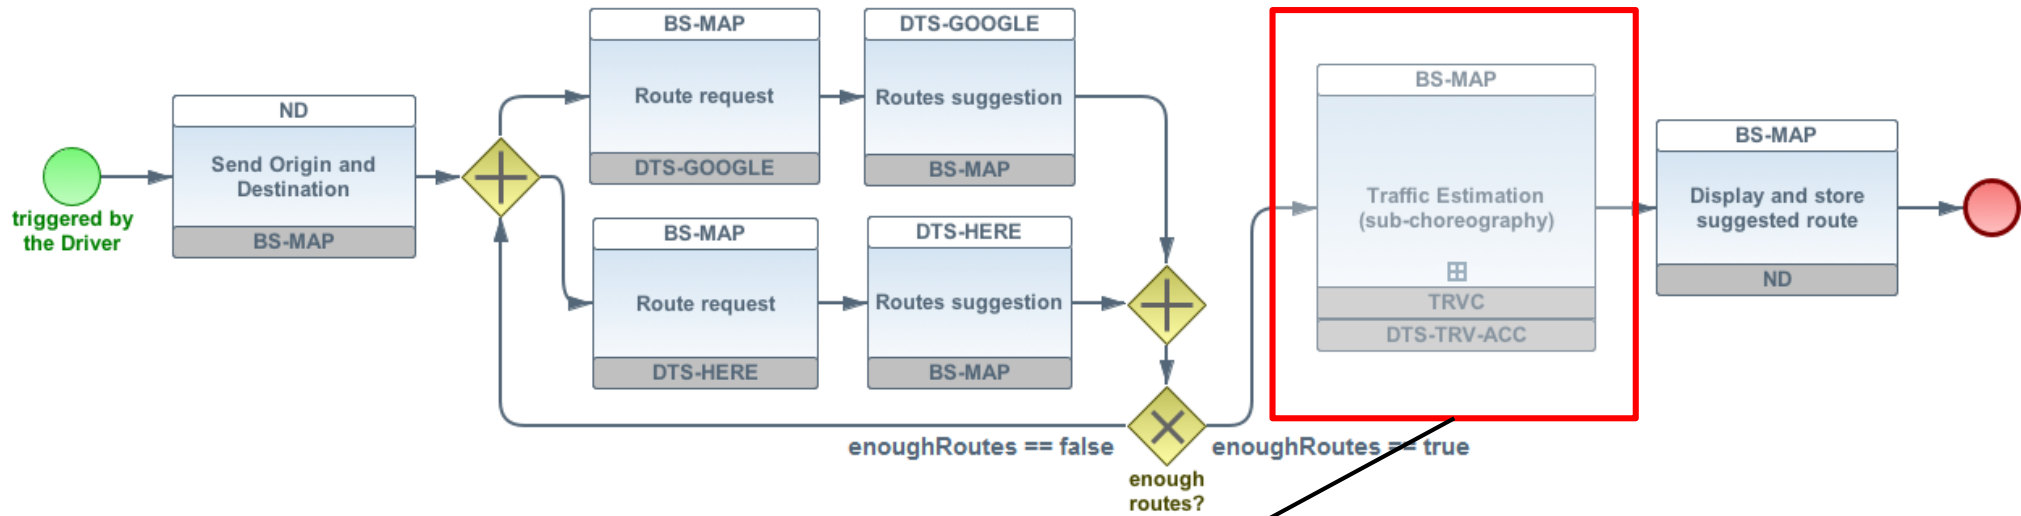 triggered by
the Driver
ND
Send Origin and
Destination
BS-MAP
BS-MAP
Route request
DTS-GOOGLE
DTS-GOOGLE
Routes suggestion
BS-MAP
BS-MAP
Route request
DTS-HERE
DTS-HERE
Routes suggestion
BS-MAP
enoughRoutes == false
enoughRoutes == true
enough
routes?
BS-MAP
Traffic Estimation
(sub-choreography)
TRVC
DTS-TRV-ACC
BS-MAP
Display and store
suggested route
ND